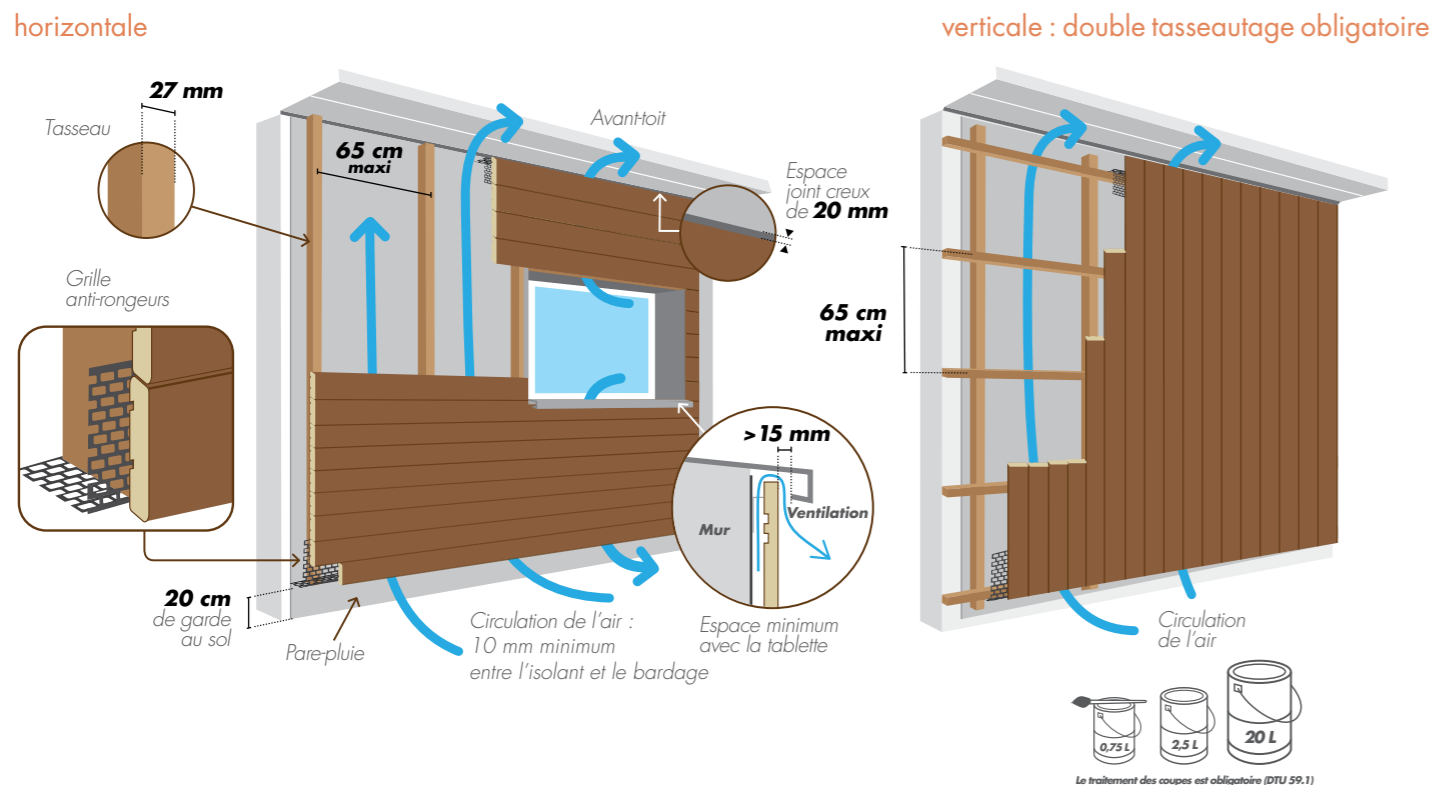 horizontale
verticale : double tasseautage obligatoire
27 mm
Tasseau
65 cm
maxi
Avant-toit
Espace
joint creux
de 20 mm
Grille
anti-rongeurs
>15 mm
Ventilation
Mur
20 cm
de garde
au sol
Pare-pluie
Circulation de l'air :
10 mm minimum
entre l'isolant et le bardage
Espace minimum
avec la tablette
65 cm
maxi
Circulation
de l'air
0,75 L
2,5 L
20 L
Le traitement des coupes est obligatoire (DTU 59.1)